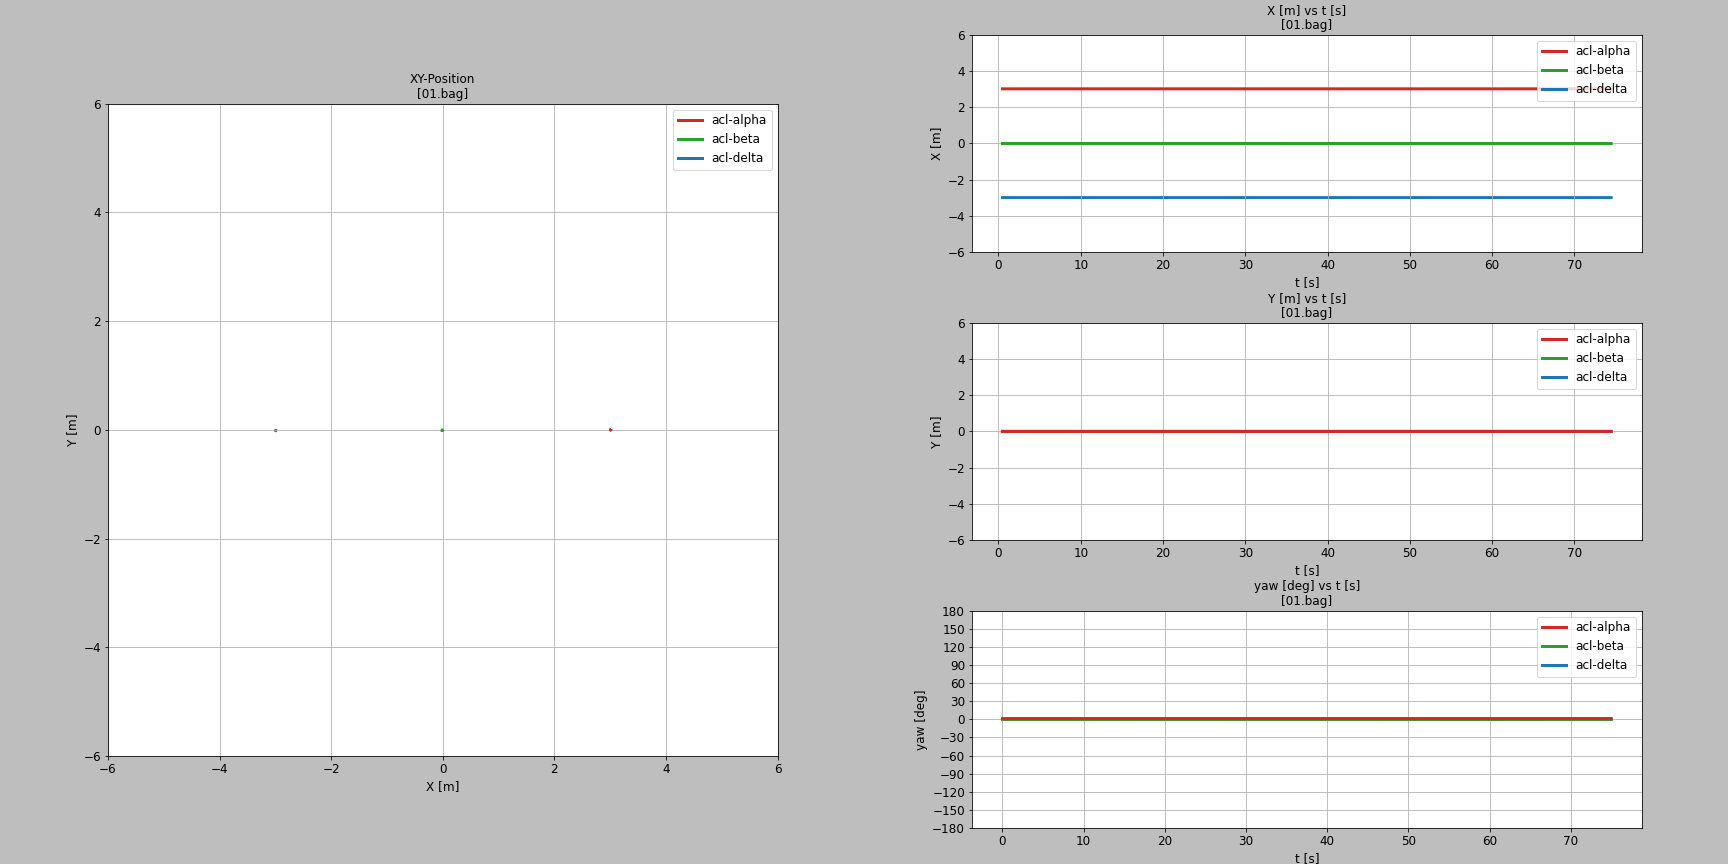 XY-Position
[01.bag]
acl-alpha
acl-beta
acl-delta
6
4
2
0
−2
−4
−6
Y [m]
−6 −4 −2 0 2 4 6
X [m]
X [m] vs t [s]
[01.bag]
acl-alpha
acl-beta
acl-delta
6
4
2
0
−2
−4
−6
X [m]
0 10 20 30 40 50 60 70
t [s]
Y [m] vs t [s]
[01.bag]
acl-alpha
acl-beta
acl-delta
6
4
2
0
−2
−4
−6
Y [m]
0 10 20 30 40 50 60 70
t [s]
yaw [deg] vs t [s]
[01.bag]
acl-alpha
acl-beta
acl-delta
180
150
120
90
60
30
0
−30
−60
−90
−120
−150
−180
yaw [deg]
0 10 20 30 40 50 60 70
t [s]